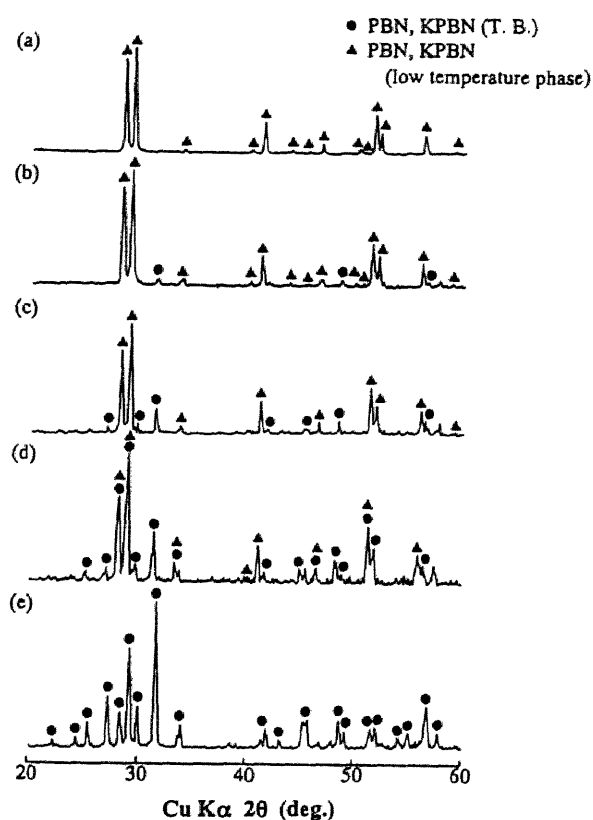 ● PBN, KPBN (T. B.)
▲ PBN, KPBN
(low temperature phase)
(a)
(b)
(c)
(d)
(e)
20 30 40 50 60
Cu Kα 2θ (deg.)